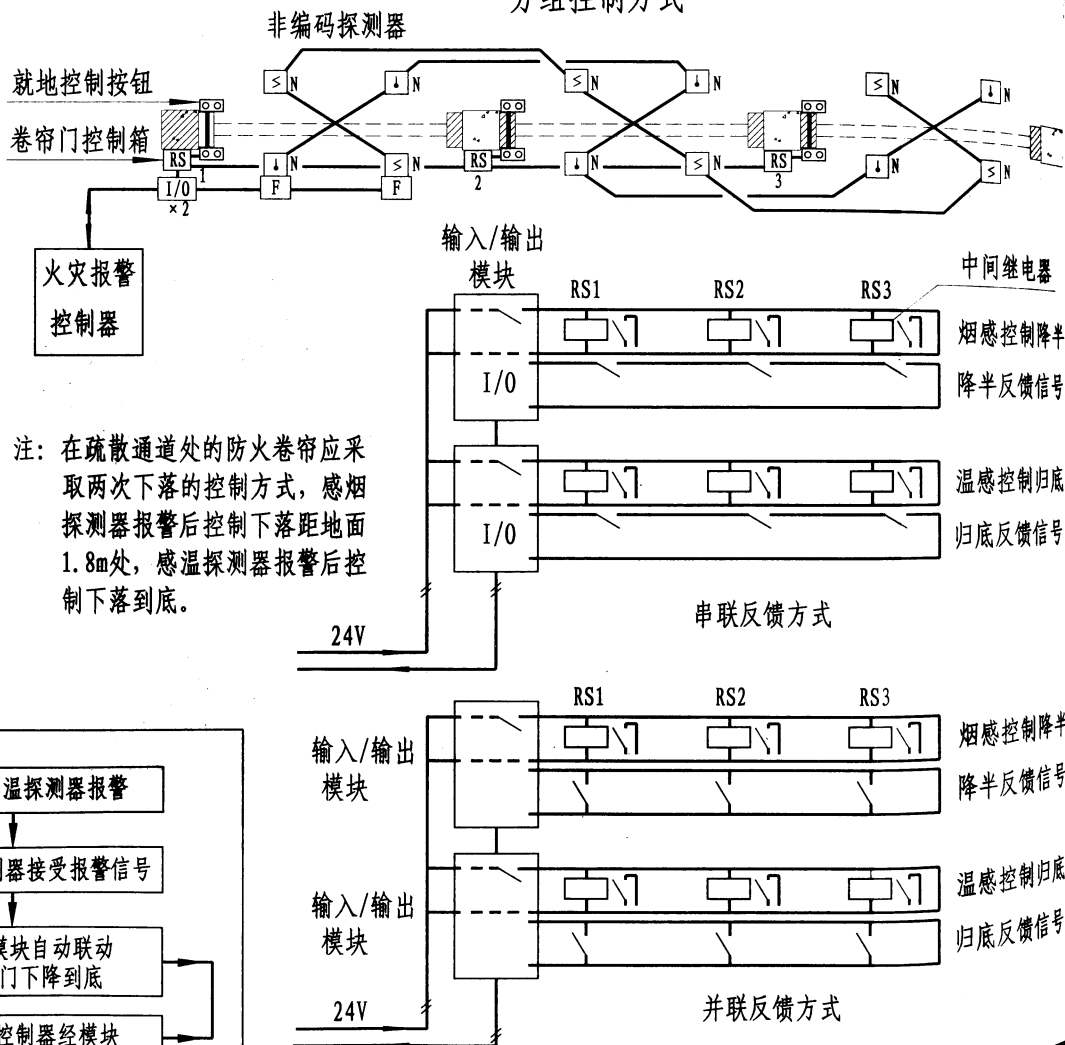 分组控制方式
非编码探测器
就地控制按钮
卷帘门控制箱
N
N
N
N
N
N
RS
1
N
N
RS
2
N
N
RS
3
N
N
I/0
×2
F
F
火灾报警
控制器
输入/输出
模块
RS1
RS2
RS3
中间继电器
烟感控制降半
I/0
降半反馈信号
温感控制归底
I/0
归底反馈信号
注：在疏散通道处的防火卷帘应采
取两次下落的控制方式，感烟
探测器报警后控制下落距地面
1.8m处，感温探测器报警后控
制下落到底。
24V
串联反馈方式
RS1
RS2
RS3
输入/输出
模块
烟感控制降半
降半反馈信号
输入/输出
模块
温感控制归底
归底反馈信号
24V
并联反馈方式
温探测器报警
器接受报警信号
模块自动联动
门下降到底
控制器经模块